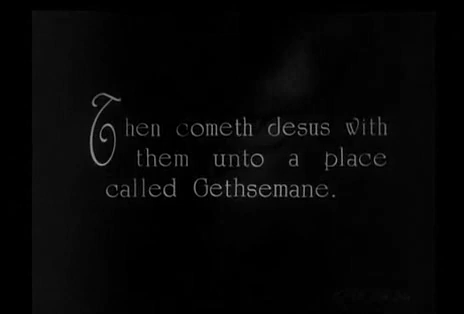 Then cometh Jesus with
them unto a place
called Gethsemane.